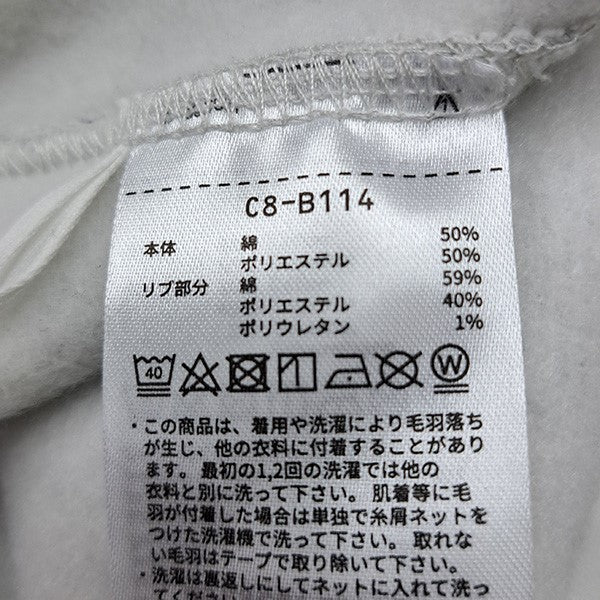 C8-B114
本体 綿 50%
ポリエステル 50%
リブ部分 綿 59%
ポリエステル 40%
ポリウレタン 1%
40 W
・この商品は、着用や洗濯により毛羽落ち
が生じ、他の衣料に付着することがあり
ます。最初の1,2回の洗濯では他の
衣料と別に洗って下さい。肌着等に毛
羽が付着した場合は単独で糸屑ネットを
つけた洗濯機で洗って下さい。取れな
い毛羽はテープで取り除いて下さい。
・洗濯は裏返しにしてネットに入れて洗っ
てください。